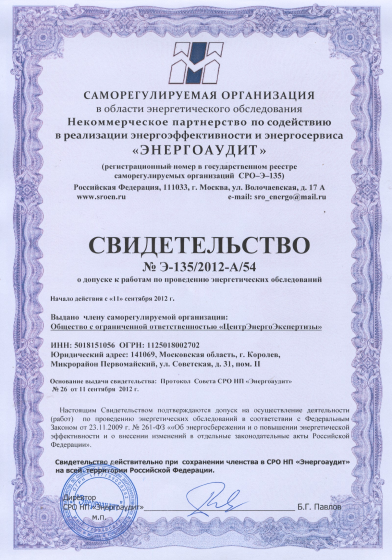 САМОРЕГУЛИРУЕМАЯ ОРГАНИЗАЦИЯ
в области энергетического обследования
Некоммерческое партнерство по содействию
в реализации энергоэффективности и энергосервиса
«ЭНЕРГОАУДИТ»
(регистрационный номер в государственном реестре
саморегулируемых организаций СРО–Э–135)
Российская Федерация, 111033, г. Москва, ул. Волочаевская, д. 17 А
www.sroen.ru e-mail: sro_energo@mail.ru
СВИДЕТЕЛЬСТВО
№ Э-135/2012-А/54
о допуске к работам по проведению энергетических обследований
Начало действия с «11» сентября 2012 г.
Выдано члену саморегулируемой организации:
Общество с ограниченной ответственностью «ЦентрЭнергоЭкспертизы»
ИНН: 5018151056 ОГРН: 1125018002702
Юридический адрес: 141069, Московская область, г. Королев,
Микрорайон Первомайский, ул. Советская, д. 31, пом. II
Основание выдачи свидетельства: Протокол Совета СРО НП «Энергоаудит»
№ 26 от 11 сентября 2012 г.
Настоящим Свидетельством подтверждаются допуск на осуществление деятельности
(работ) по проведению энергетических обследований в соответствии с Федеральным
Законом от 23.11.2009 г. № 261-ФЗ «Об энергосбережении и о повышении энергетической
эффективности и о внесении изменений в отдельные законодательные акты Российской
Федерации».
Свидетельство действительно при сохранении членства в СРО НП «Энергоаудит»
на всей территории Российской Федерации.
Директор
СРО НП «Энергоаудит» Б.Г. Павлов
М.П.